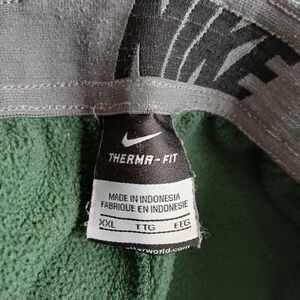 NIKE
THERMA-FIT
MADE IN INDONESIA
FABRIQUE EN INDONESIE
XXL TTG EEG